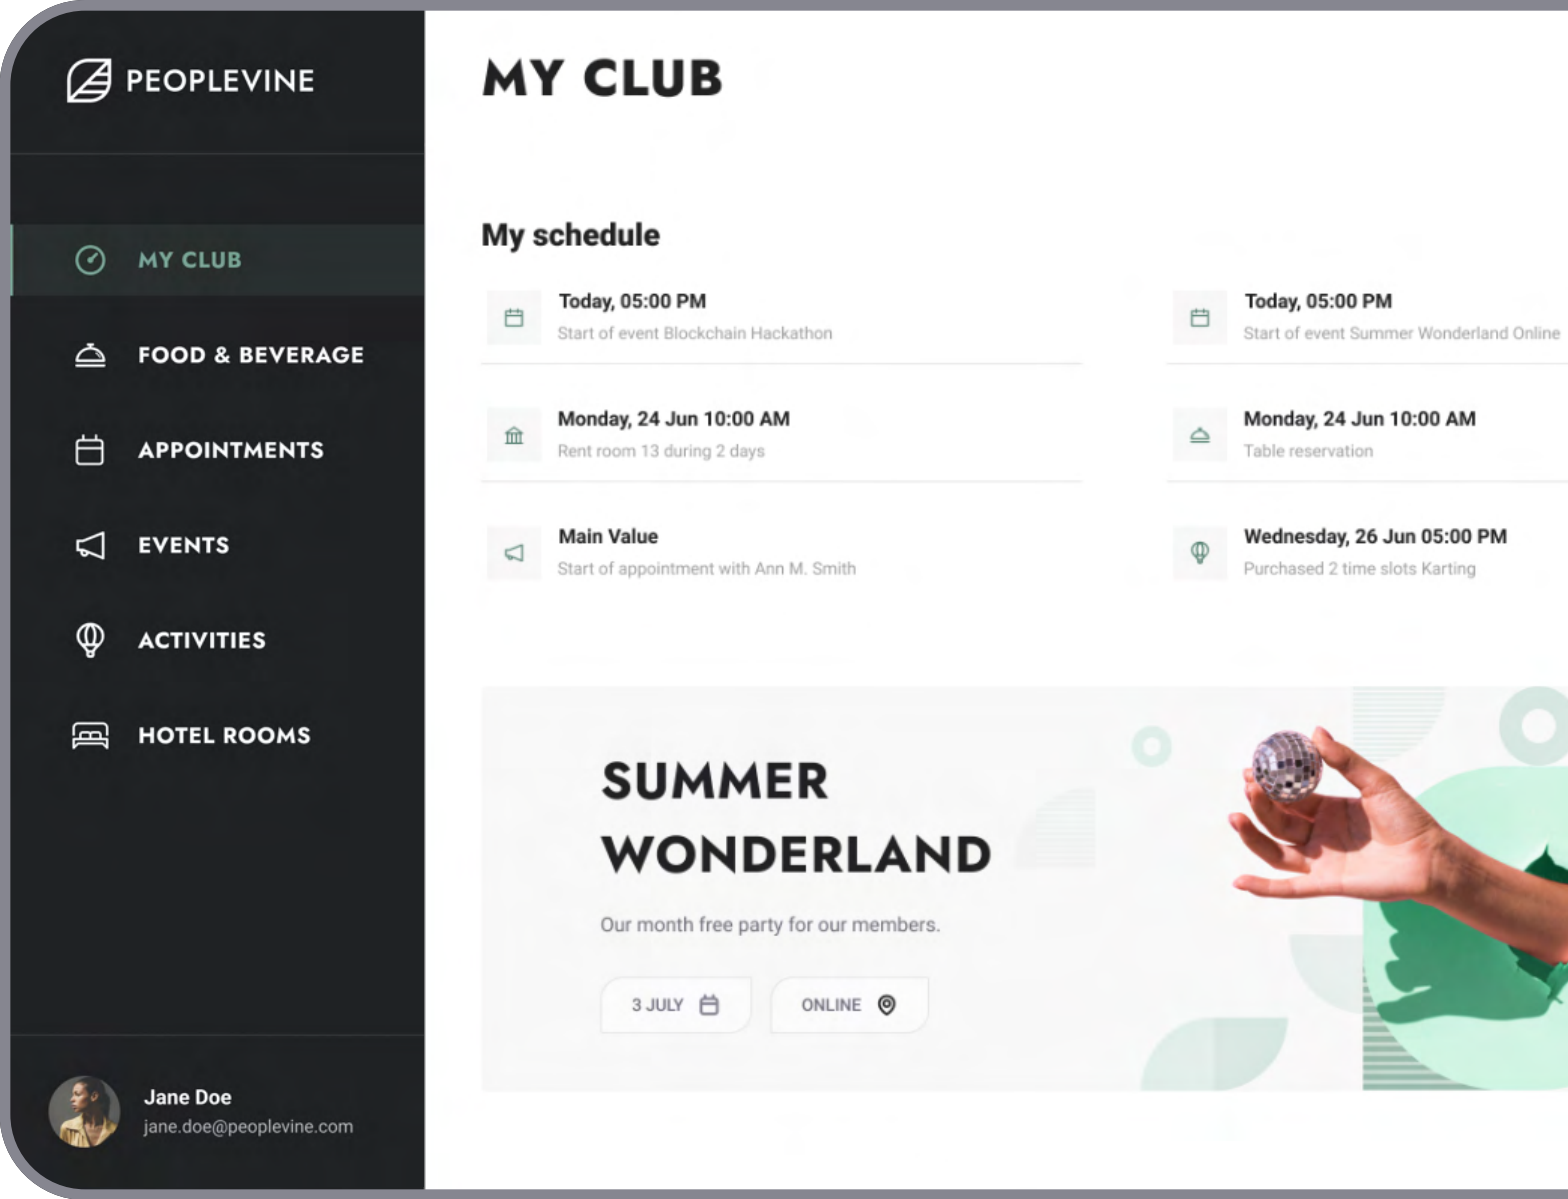 PEOPLEVINE
MY CLUB
FOOD & BEVERAGE
APPOINTMENTS
EVENTS
ACTIVITIES
HOTEL ROOMS
Jane Doe
jane.doe@peoplevine.com
MY CLUB
My schedule
Today, 05:00 PM
Start of event Blockchain Hackathon
Monday, 24 Jun 10:00 AM
Rent room 13 during 2 days
Main Value
Start of appointment with Ann M. Smith
Today, 05:00 PM
Start of event Summer Wonderland Online
Monday, 24 Jun 10:00 AM
Table reservation
Wednesday, 26 Jun 05:00 PM
Purchased 2 time slots Karting
SUMMER
WONDERLAND
Our month free party for our members.
3 JULY
ONLINE